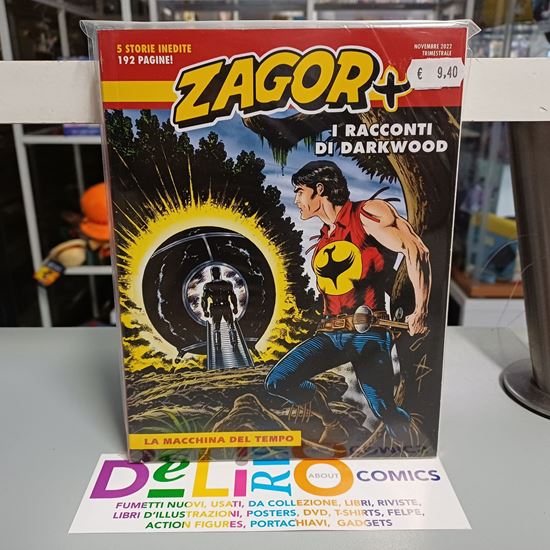 5 STORIE INEDITE
192 PAGINE!
NOVEMBRE 2022
TRIMESTRALE
€ 9,40
ZAGOR+
I RACCONTI
DI DARKWOOD
LA MACCHINA DEL TEMPO
DeLiRiO ABOUT COMICS
FUMETTI NUOVI, USATI, DA COLLEZIONE, LIBRI, RIVISTE,
LIBRI D'ILLUSTRAZIONI, POSTERS, DVD, T-SHIRTS, FELPE,
ACTION FIGURES, PORTACHIAVI, GADGETS